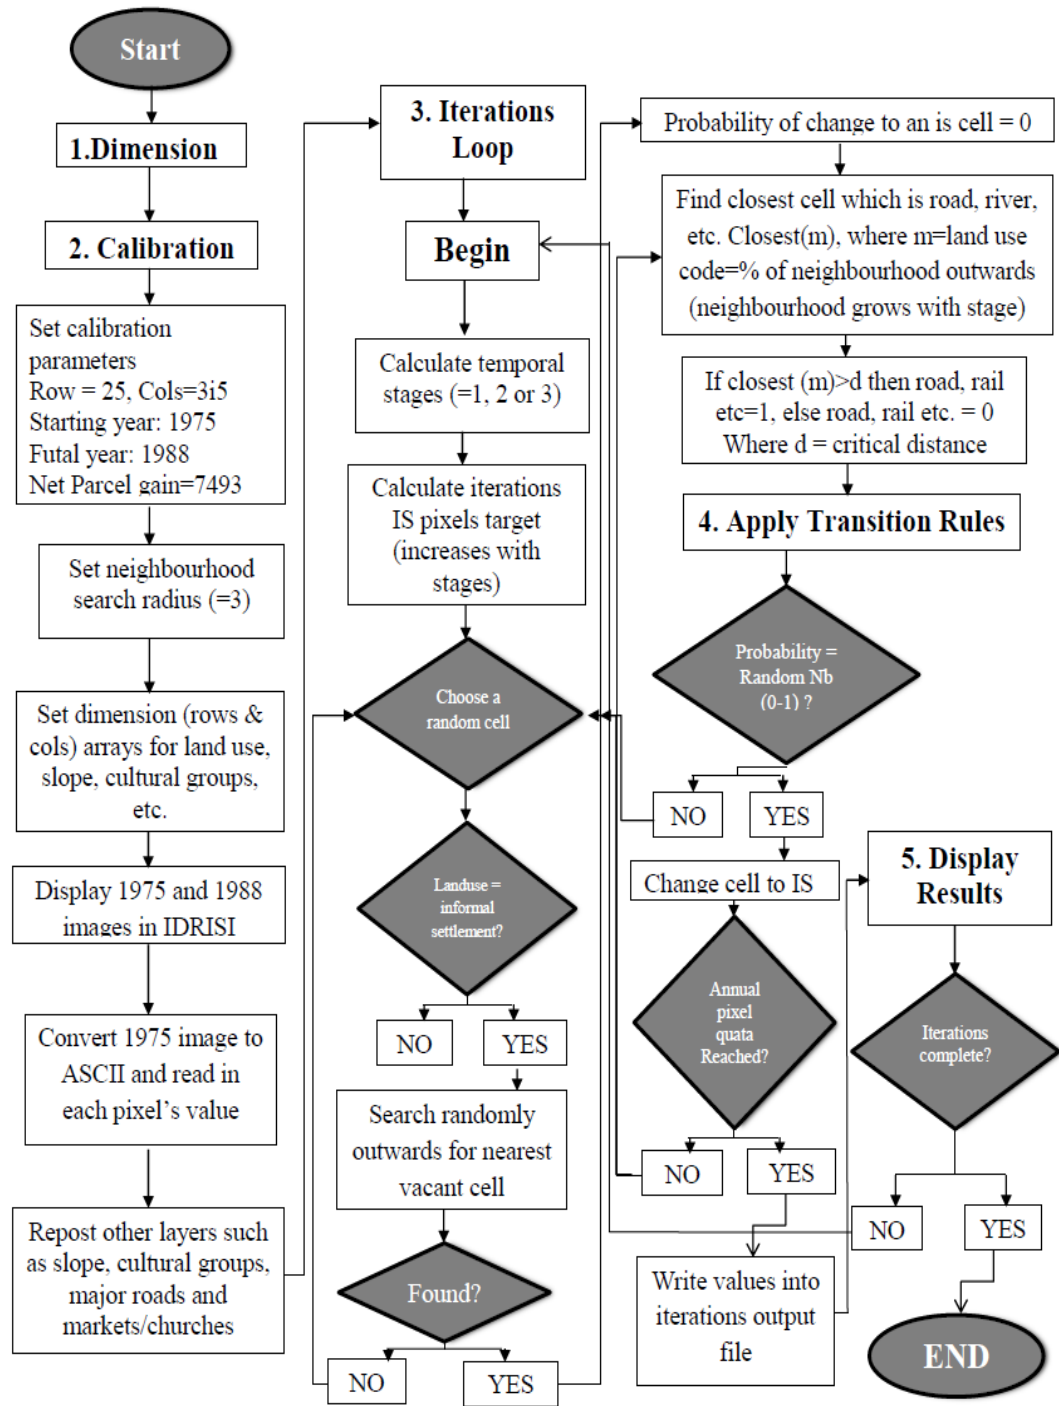 Start
1.Dimension
2. Calibration
Set calibration
parameters
Row = 25, Cols=3i5
Starting year: 1975
Futal year: 1988
Net Parcel gain=7493
Set neighbourhood
search radius (=3)
Set dimension (rows &
cols) arrays for land use,
slope, cultural groups,
etc.
Display 1975 and 1988
images in IDRISI
Convert 1975 image to
ASCII and read in
each pixel's value
Repost other layers such
as slope, cultural groups,
major roads and
markets/churches
3. Iterations
Loop
Begin
Calculate temporal
stages (=1, 2 or 3)
Calculate iterations
IS pixels target
(increases with
stages)
Choose a
random cell
Landuse =
informal
settlement?
NO
YES
Search randomly
outwards for nearest
vacant cell
Found?
NO
YES
Probability of change to an is cell = 0
Find closest cell which is road, river,
etc. Closest(m), where m=land use
code=% of neighbourhood outwards
(neighbourhood grows with stage)
If closest (m)>d then road, rail
etc=1, else road, rail etc. = 0
Where d = critical distance
4. Apply Transition Rules
Probability =
Random Nb
(0-1) ?
NO
YES
Change cell to IS
Annual
pixel
quata
Reached?
NO
YES
Write values into
iterations output
file
5. Display
Results
Iterations
complete?
NO
YES
END